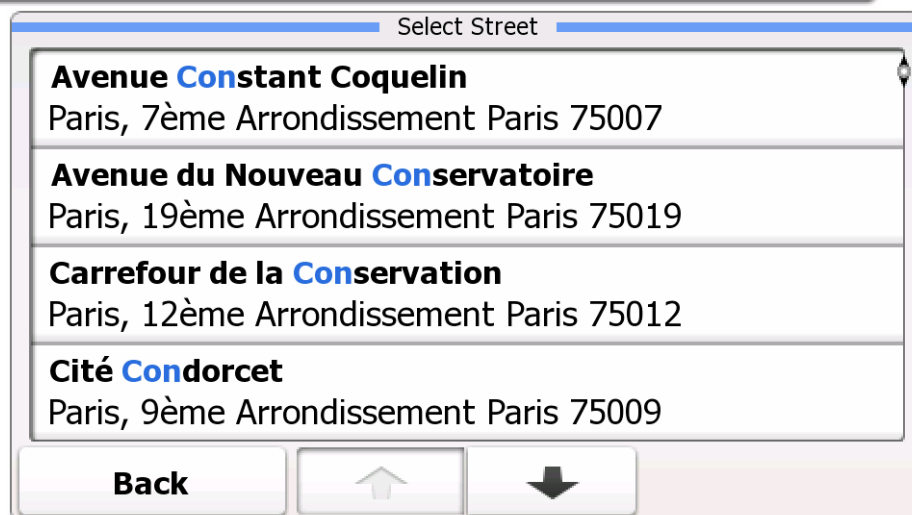 Select Street
Avenue Constant Coquelin
Paris, 7ème Arrondissement Paris 75007
Avenue du Nouveau Conservatoire
Paris, 19ème Arrondissement Paris 75019
Carrefour de la Conservation
Paris, 12ème Arrondissement Paris 75012
Cité Condorcet
Paris, 9ème Arrondissement Paris 75009
Back